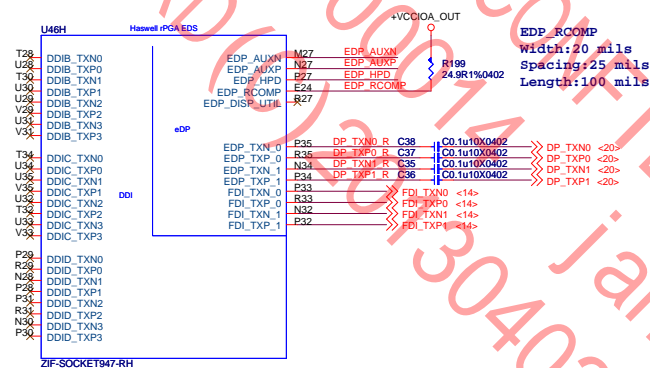 U46H
Haswell rPGA EDS
+VCCIOA_OUT
EDP_RCOMP
Width:20 mils
Spacing:25 mils
Length:100 mils
R199
24.9R1%0402
T28 DDIB_TXN0
U28 DDIB_TXP0
T30 DDIB_TXN1
U30 DDIB_TXP1
U29 DDIB_TXN2
V29 DDIB_TXP2
U31 DDIB_TXN3
V31 DDIB_TXP3
T34 DDIC_TXN0
U34 DDIC_TXP0
U35 DDIC_TXN1
V35 DDIC_TXP1
U32 DDIC_TXN2
T32 DDIC_TXP2
U33 DDIC_TXN3
V33 DDIC_TXP3
P29 DDID_TXN0
R29 DDID_TXP0
N28 DDID_TXN1
P28 DDID_TXP1
P31 DDID_TXN2
R31 DDID_TXP2
N30 DDID_TXN3
P30 DDID_TXP3
eDP
DDI
EDP_AUXN M27 EDP_AUXN
EDP_AUXP N27 EDP_AUXP
EDP_HPD P27 EDP_HPD
EDP_RCOMP E24 EDP_RCOMP
EDP_DISP_UTIL R27
EDP_TXN_0 P35 DP_TXN0_R C38 C0.1u10X0402 DP_TXN0 <20>
EDP_TXP_0 R35 DP_TXP0_R C37 C0.1u10X0402 DP_TXP0 <20>
EDP_TXN_1 N34 DP_TXN1_R C35 C0.1u10X0402 DP_TXN1 <20>
EDP_TXP_1 P34 DP_TXP1_R C36 C0.1u10X0402 DP_TXP1 <20>
FDI_TXN_0 P33 FDI_TXN0 <14>
FDI_TXP_0 R33 FDI_TXP0 <14>
FDI_TXN_1 N32 FDI_TXN1 <14>
FDI_TXP_1 P32 FDI_TXP1 <14>
ZIF-SOCKET947-RH